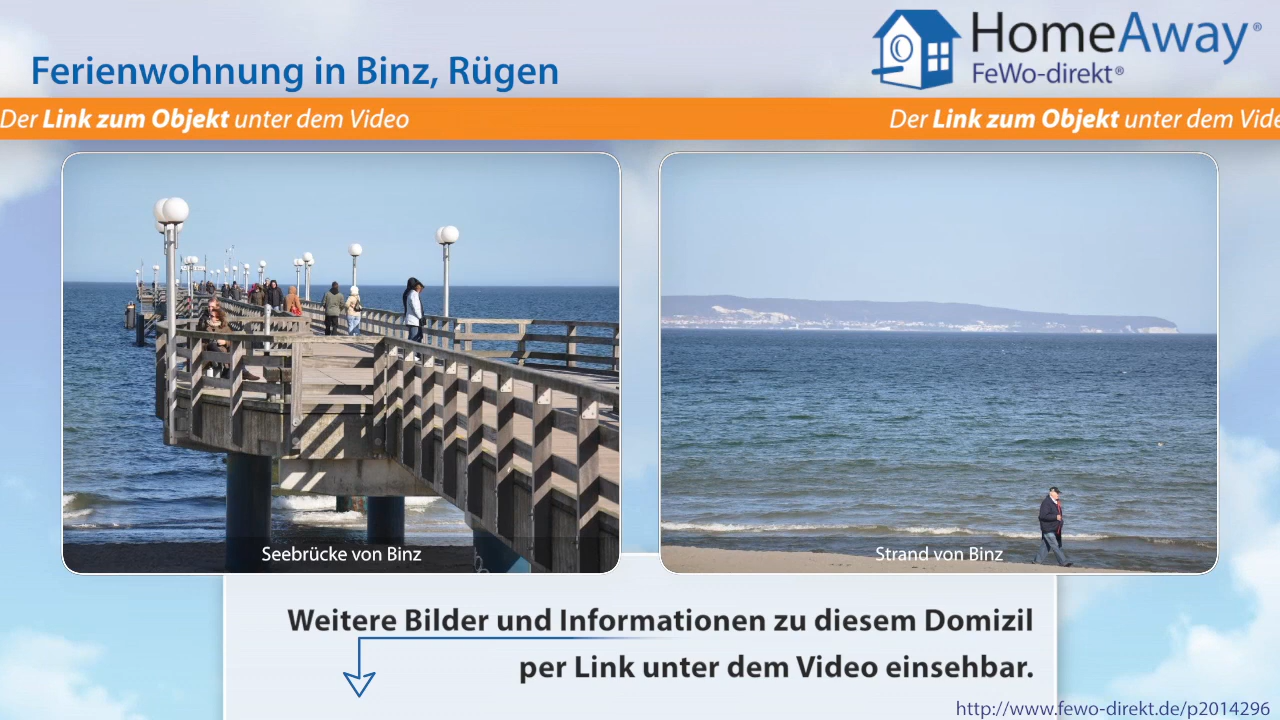 HomeAway®
FeWo-direkt®
Ferienwohnung in Binz, Rügen
Der Link zum Objekt unter dem Video
Der Link zum Objekt unter dem Vide
Seebrücke von Binz
Strand von Binz
Weitere Bilder und Informationen zu diesem Domizil
per Link unter dem Video einsehbar.
http://www.fewo-direkt.de/p2014296